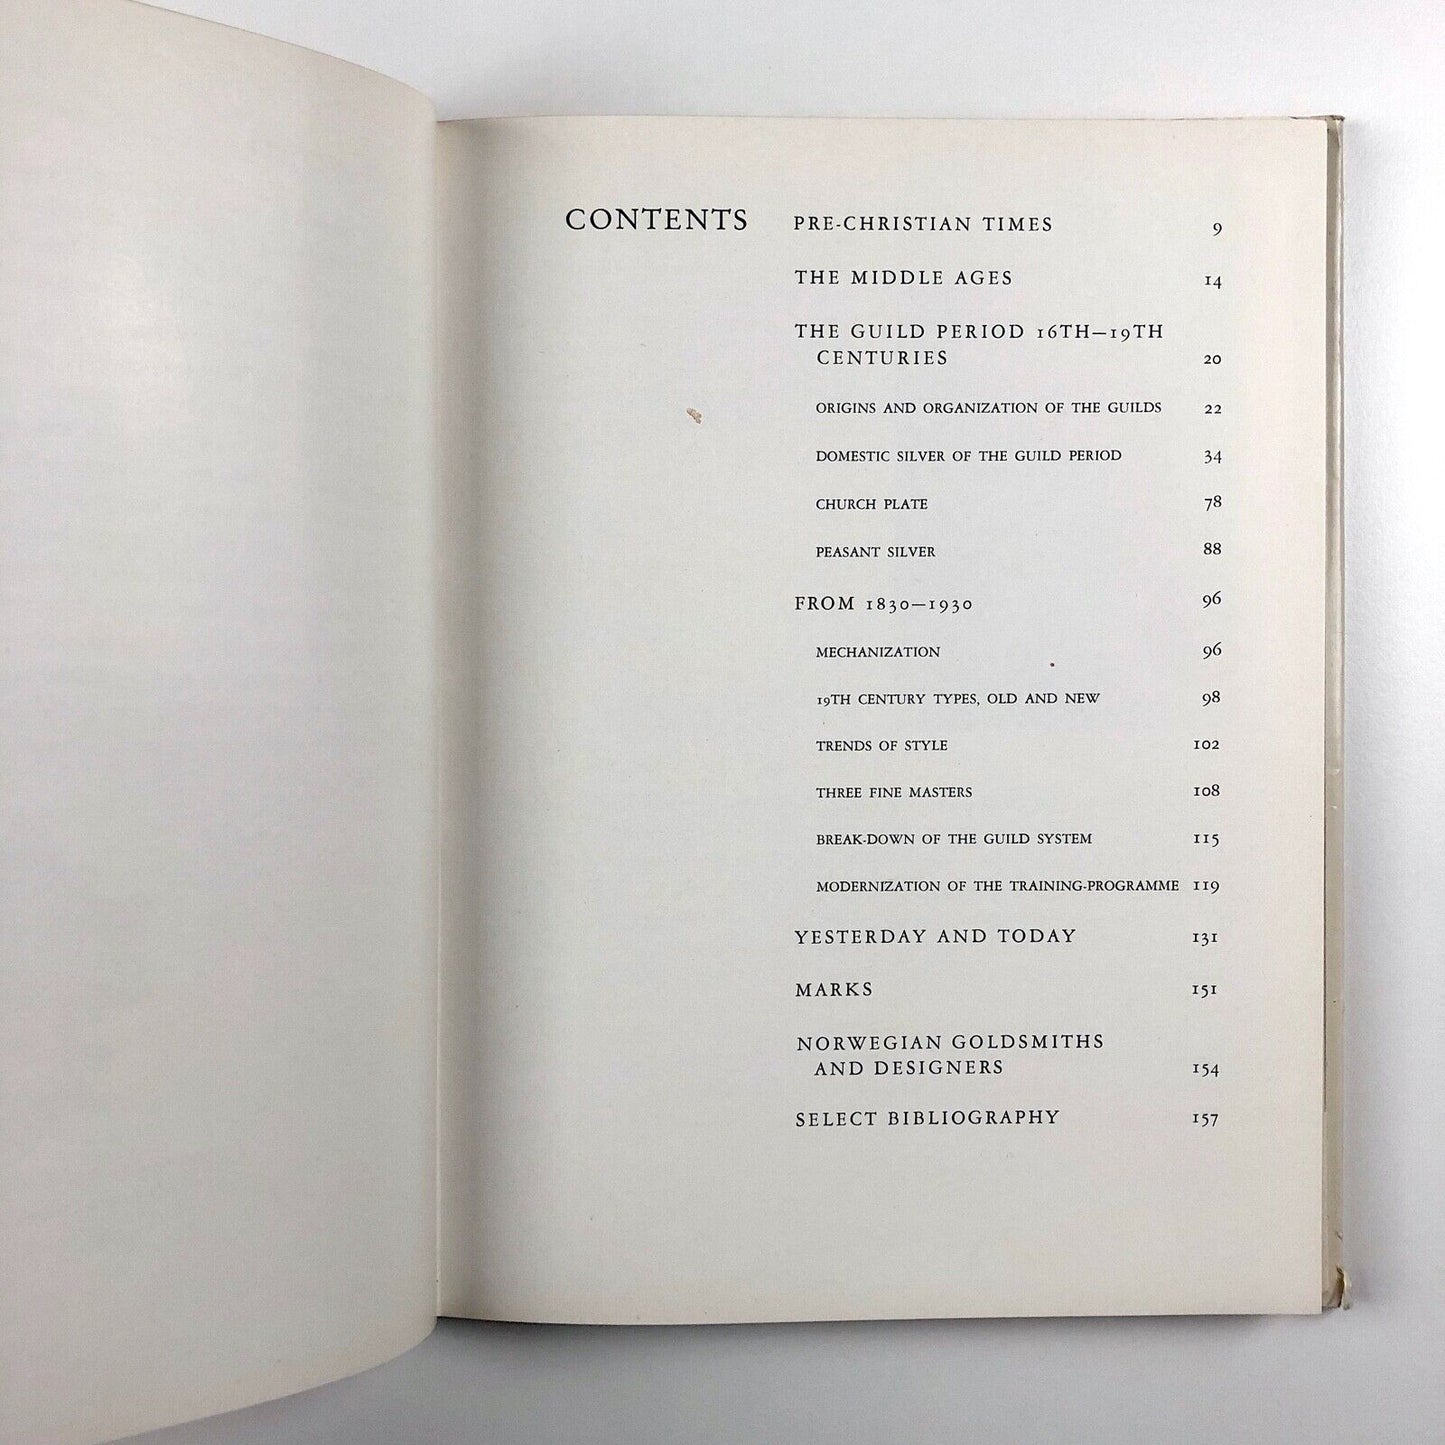 CONTENTS PRE-CHRISTIAN TIMES 9
THE MIDDLE AGES 14
THE GUILD PERIOD 16TH—19TH
CENTURIES 20
ORIGINS AND ORGANIZATION OF THE GUILDS 22
DOMESTIC SILVER OF THE GUILD PERIOD 34
CHURCH PLATE 78
PEASANT SILVER 88
FROM 1830—1930 96
MECHANIZATION 96
19TH CENTURY TYPES, OLD AND NEW 98
TRENDS OF STYLE 102
THREE FINE MASTERS 108
BREAK-DOWN OF THE GUILD SYSTEM 115
MODERNIZATION OF THE TRAINING-PROGRAMME 119
YESTERDAY AND TODAY 131
MARKS 151
NORWEGIAN GOLDSMITHS
AND DESIGNERS 154
SELECT BIBLIOGRAPHY 157